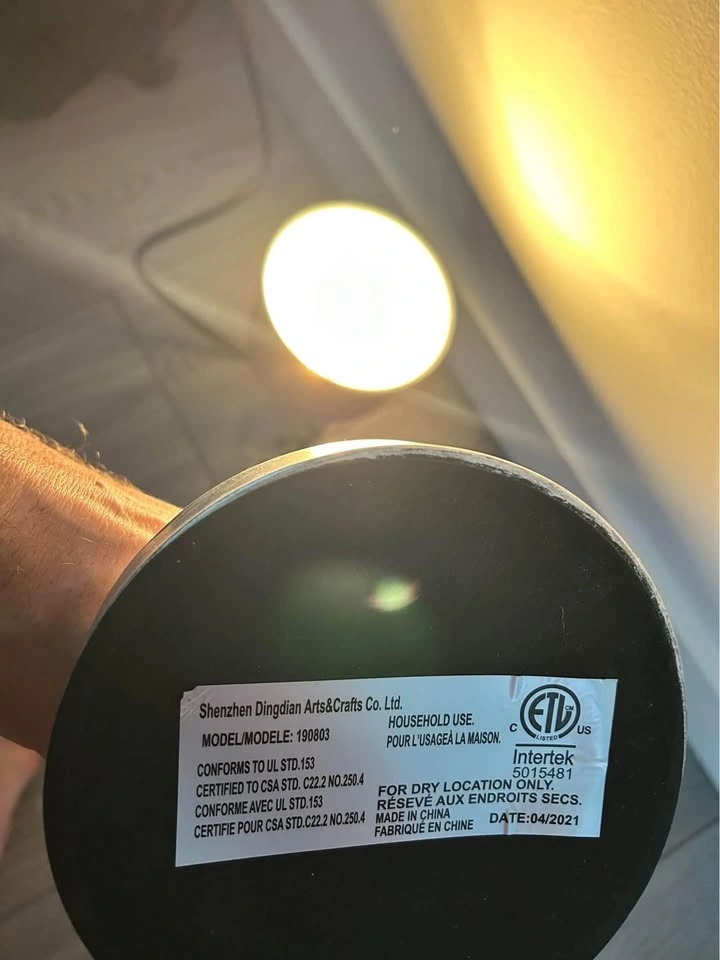 Shenzhen Dingdian Arts&Crafts Co. Ltd.
MODEL/MODELE: 190803
HOUSEHOLD USE.
POUR L'USAGEÀ LA MAISON.
CONFORMS TO UL STD.153
CERTIFIED TO CSA STD. C22.2 NO.250.4
CONFORME AVEC UL STD.153
CERTIFIE POUR CSA STD.C22.2 NO.250.4
ETL CM
LISTED
C US
Intertek
5015481
FOR DRY LOCATION ONLY.
RÉSEVÉ AUX ENDROITS SECS.
MADE IN CHINA
FABRIQUÉ EN CHINE
DATE:04/2021